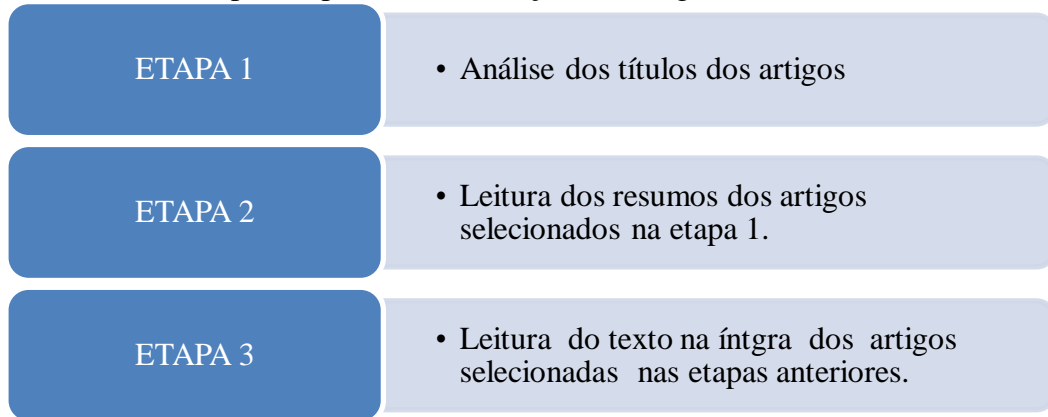 ETAPA 1
• Análise dos títulos dos artigos
ETAPA 2
• Leitura dos resumos dos artigos
selecionados na etapa 1.
ETAPA 3
• Leitura do texto na íntgra dos artigos
selecionadas nas etapas anteriores.